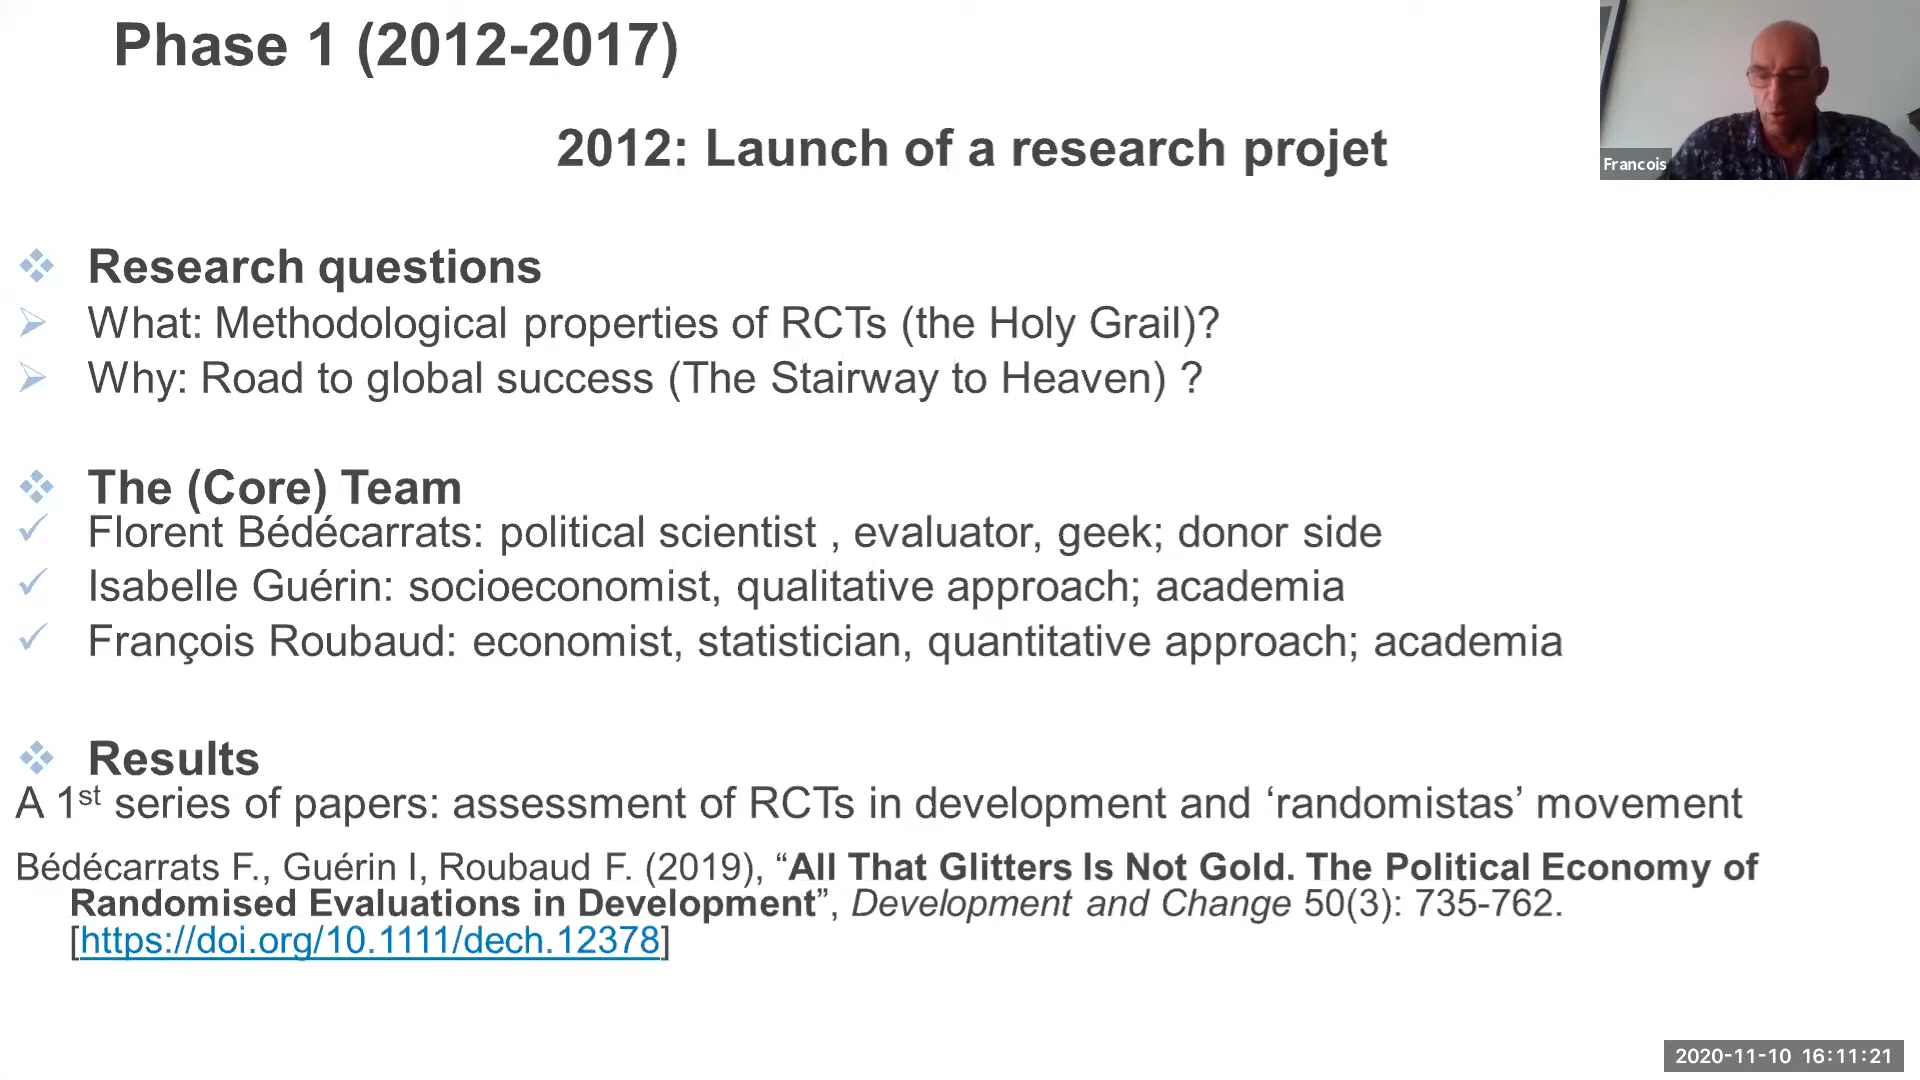 Phase 1 (2012-2017)
Francois
2012: Launch of a research projet
Research questions
What: Methodological properties of RCTs (the Holy Grail)?
Why: Road to global success (The Stairway to Heaven) ?
The (Core) Team
Florent Bédécarrats: political scientist , evaluator, geek; donor side
Isabelle Guérin: socioeconomist, qualitative approach; academia
François Roubaud: economist, statistician, quantitative approach; academia
Results
A 1st series of papers: assessment of RCTs in development and ‘randomistas’ movement
Bédécarrats F., Guérin I, Roubaud F. (2019), “All That Glitters Is Not Gold. The Political Economy of
Randomised Evaluations in Development”, Development and Change 50(3): 735-762.
[https://doi.org/10.1111/dech.12378]
2020-11-10 16:11:21